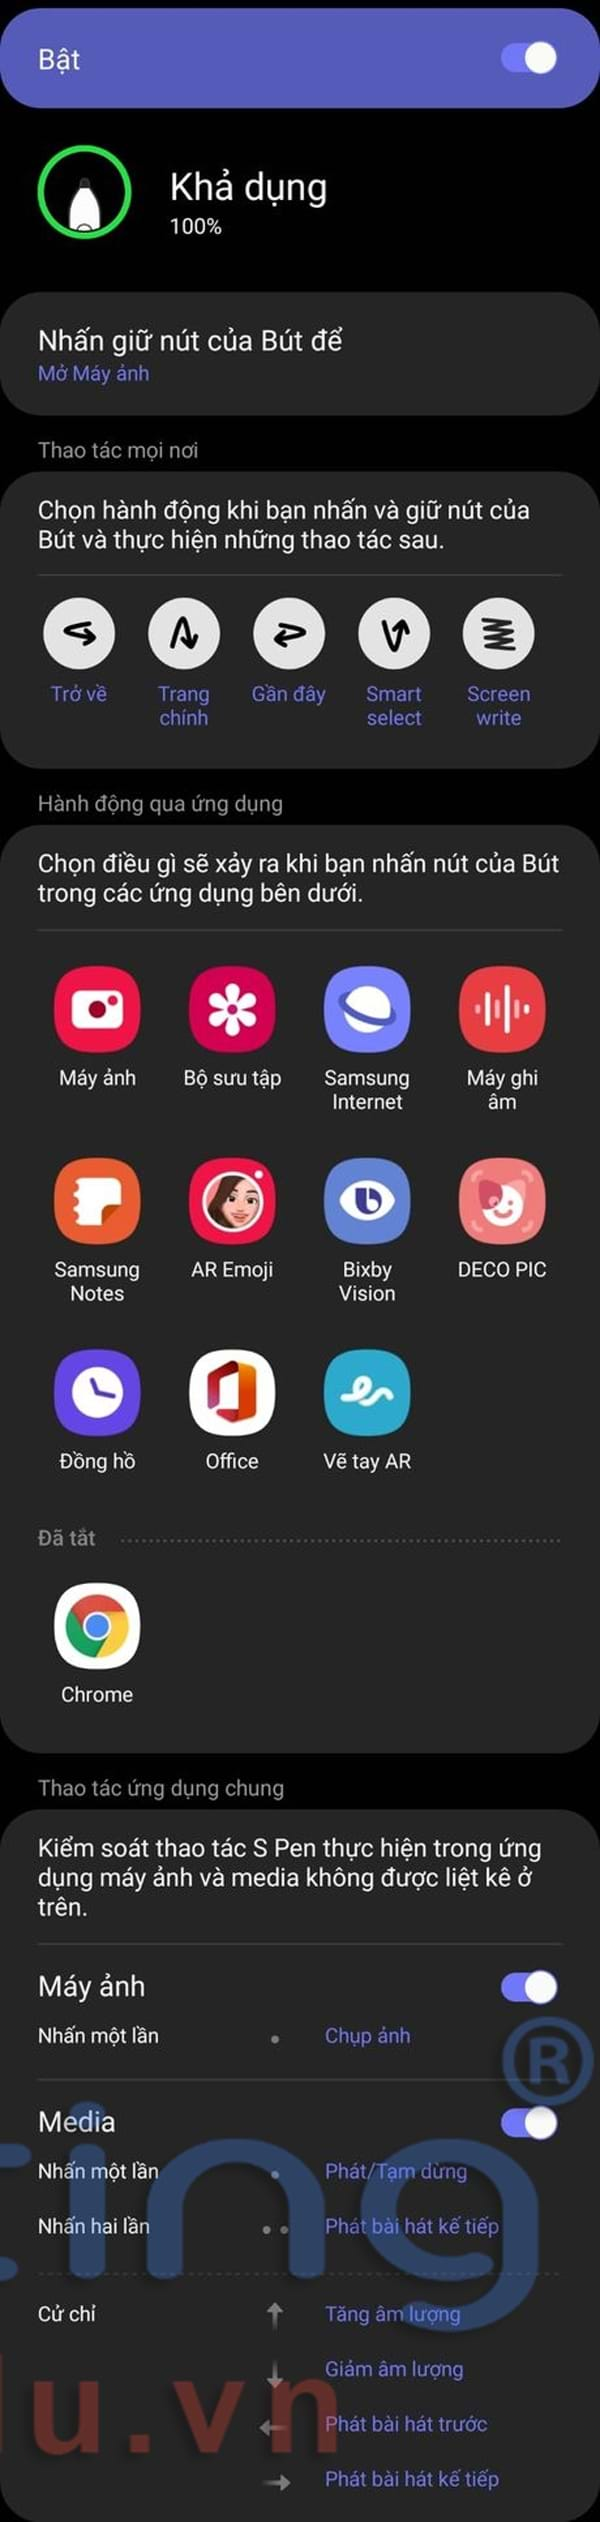 Bật
Khả dụng
100%
Nhấn giữ nút của Bút để
Mở Máy ảnh
Thao tác mọi nơi
Chọn hành động khi bạn nhấn và giữ nút của
Bút và thực hiện những thao tác sau.
Trở về
Trang
chính
Gần đây
Smart
select
Screen
write
Hành động qua ứng dụng
Chọn điều gì sẽ xảy ra khi bạn nhấn nút của Bút
trong các ứng dụng bên dưới.
Máy ảnh
Bộ sưu tập
Samsung
Internet
Máy ghi
âm
Samsung
Notes
AR Emoji
Bixby
Vision
DECO PIC
Đồng hồ
Office
Vẽ tay AR
Đã tắt
Chrome
Thao tác ứng dụng chung
Kiểm soát thao tác S Pen thực hiện trong ứng
dụng máy ảnh và media không được liệt kê ở
trên.
Máy ảnh
Nhấn một lần
Chụp ảnh
®
Media
Nhấn một lần
Phát/Tạm dừng
Nhấn hai lần
Phát bài hát kế tiếp
ting
Cử chỉ
Tăng âm lượng
Giảm âm lượng
Phát bài hát trước
Phát bài hát kế tiếp
du.vn